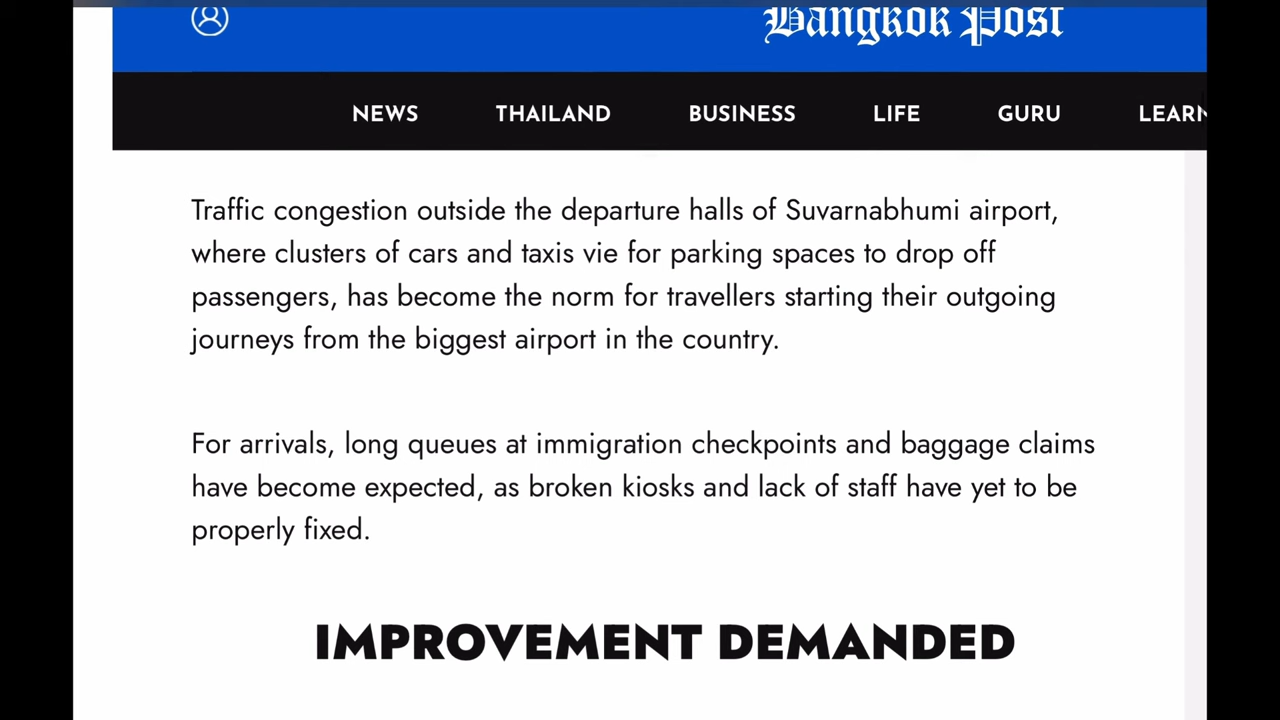 Bangkok Post
NEWS THAILAND BUSINESS LIFE GURU LEARN
Traffic congestion outside the departure halls of Suvarnabhumi airport,
where clusters of cars and taxis vie for parking spaces to drop off
passengers, has become the norm for travellers starting their outgoing
journeys from the biggest airport in the country.
For arrivals, long queues at immigration checkpoints and baggage claims
have become expected, as broken kiosks and lack of staff have yet to be
properly fixed.
IMPROVEMENT DEMANDED